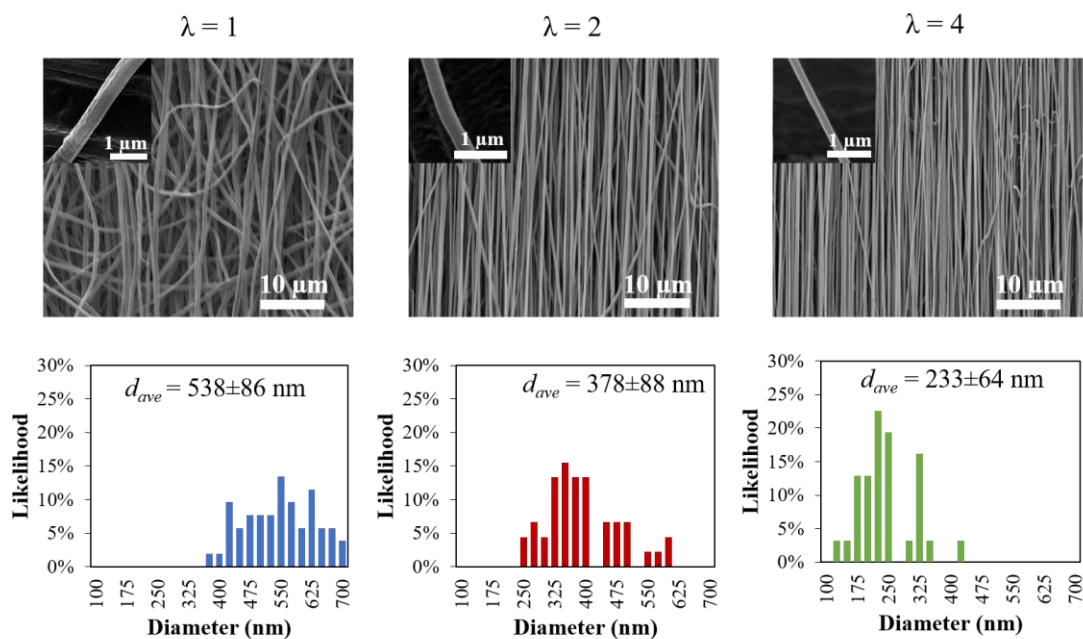 λ = 1
λ = 2
λ = 4
1 μm
1 μm
1 μm
10 μm
10 μm
10 μm
30%
25%
20%
15%
10%
5%
0%
Likelihood
d_ave = 538±86 nm
100
175
250
325
400
475
550
625
700
Diameter (nm)
30%
25%
20%
15%
10%
5%
0%
Likelihood
d_ave = 378±88 nm
100
175
250
325
400
475
550
625
700
Diameter (nm)
30%
25%
20%
15%
10%
5%
0%
Likelihood
d_ave = 233±64 nm
100
175
250
325
400
475
550
625
700
Diameter (nm)